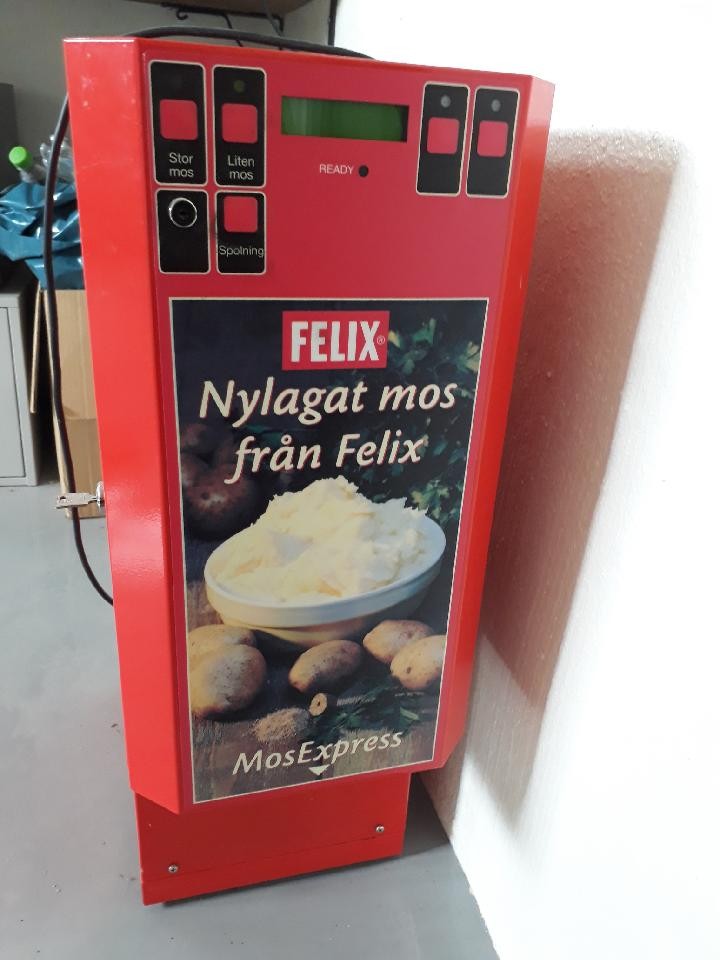 Stor
mos
Liten
mos
READY
Spolning
FELIX®
Nylagat mos
från Felix
MosExpress